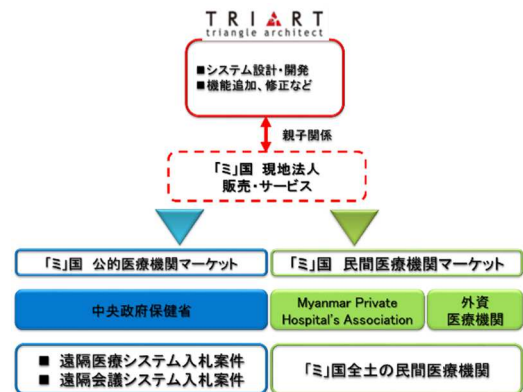 TRIART
triangle architect
■システム設計・開発
■機能追加、修正など
親子関係
「ミ」国 現地法人
販売・サービス
「ミ」国 公的医療機関マーケット
「ミ」国 民間医療機関マーケット
中央政府保健省
Myanmar Private
Hospital's Association
外資
医療機関
■ 遠隔医療システム入札案件
■ 遠隔会議システム入札案件
「ミ」国全土の民間医療機関